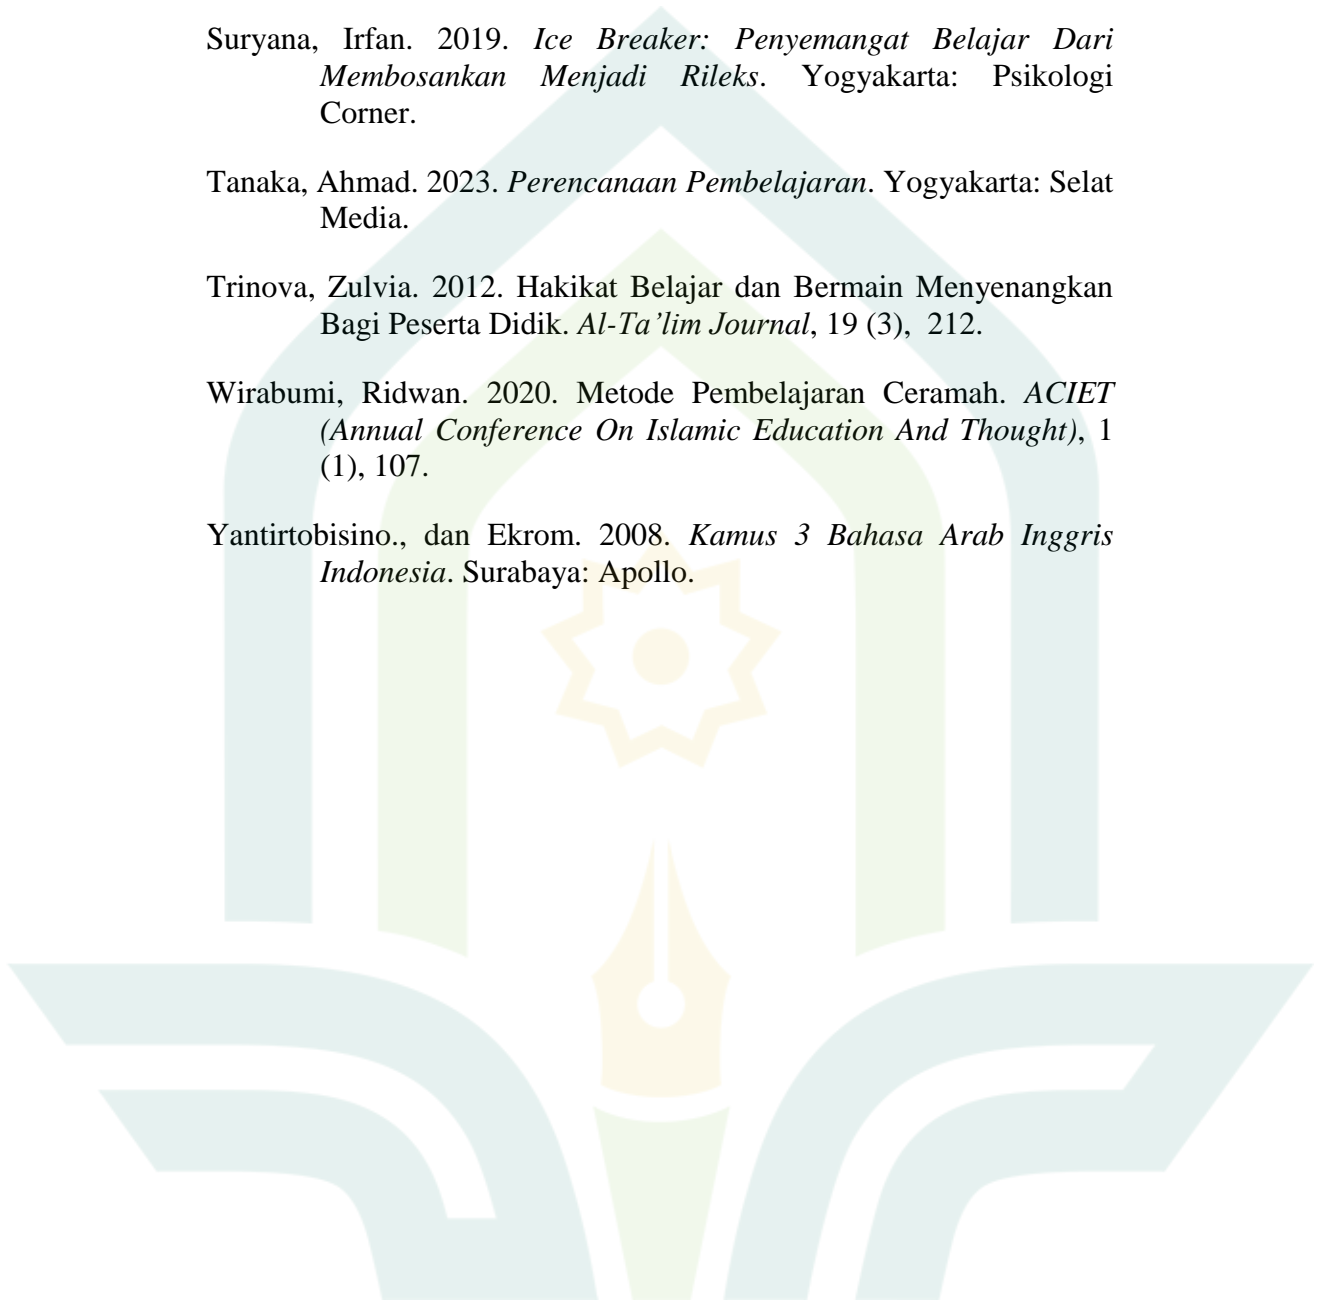 Suryana, Irfan. 2019. Ice Breaker: Penyemangat Belajar Dari
Membosankan Menjadi Rileks. Yogyakarta: Psikologi
Corner.
Tanaka, Ahmad. 2023. Perencanaan Pembelajaran. Yogyakarta: Selat
Media.
Trinova, Zulvia. 2012. Hakikat Belajar dan Bermain Menyenangkan
Bagi Peserta Didik. Al-Ta’lim Journal, 19 (3), 212.
Wirabumi, Ridwan. 2020. Metode Pembelajaran Ceramah. ACIET
(Annual Conference On Islamic Education And Thought), 1
(1), 107.
Yantirtobisino., dan Ekrom. 2008. Kamus 3 Bahasa Arab Inggris
Indonesia. Surabaya: Apollo.